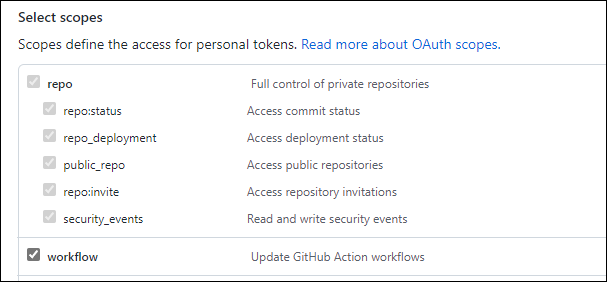 Select scopes
Scopes define the access for personal tokens. Read more about OAuth scopes.
repo Full control of private repositories
repo:status Access commit status
repo_deployment Access deployment status
public_repo Access public repositories
repo:invite Access repository invitations
security_events Read and write security events
workflow Update GitHub Action workflows